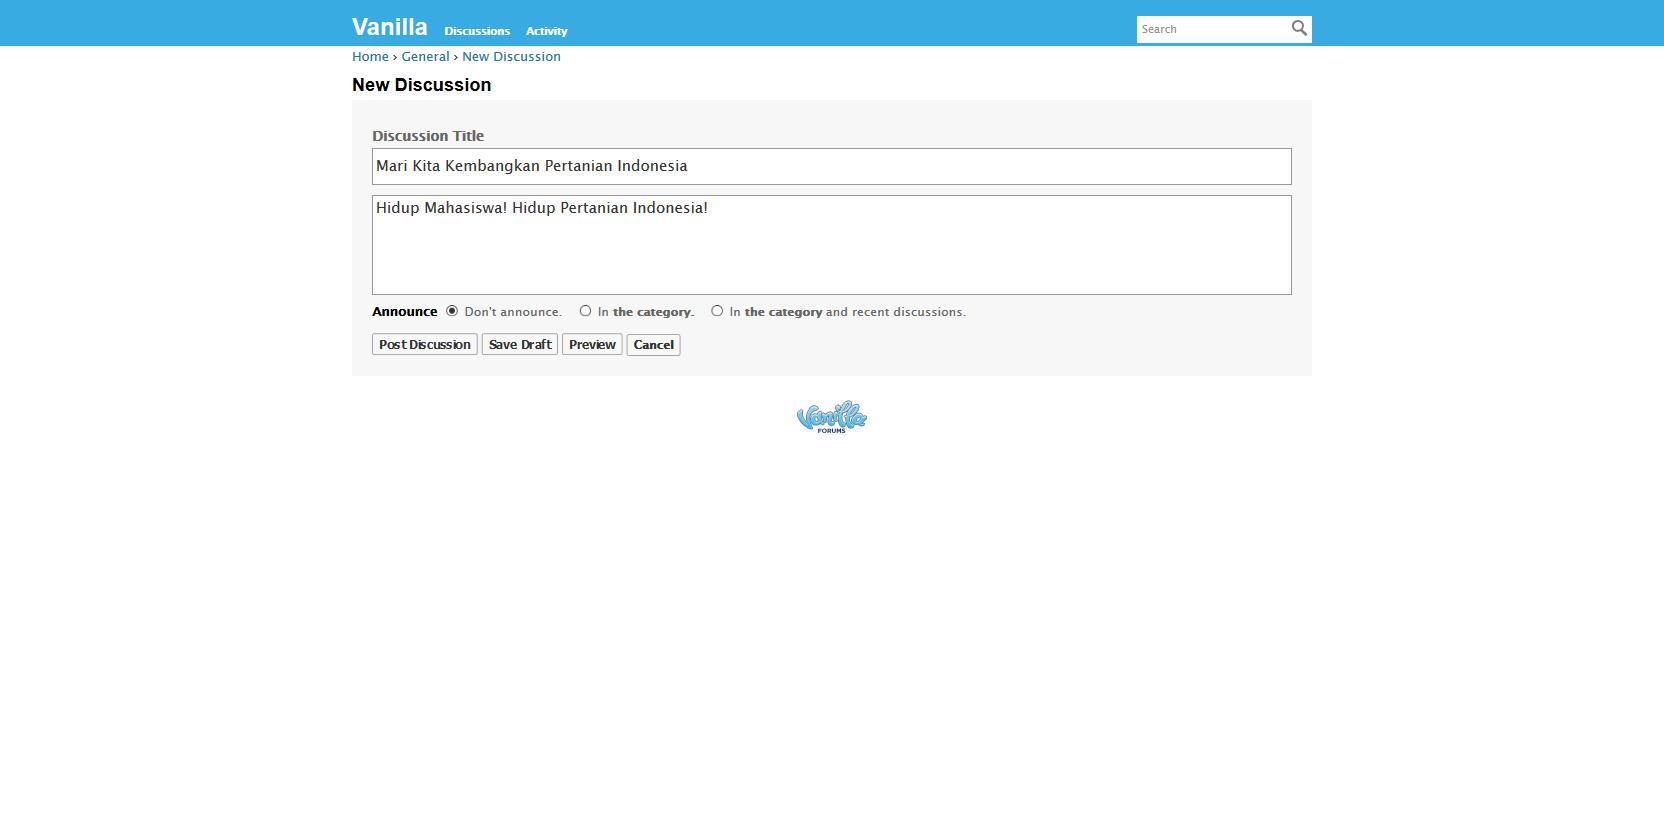 Vanilla Discussions Activity Search
Home › General › New Discussion
New Discussion
Discussion Title
Mari Kita Kembangkan Pertanian Indonesia
Hidup Mahasiswa! Hidup Pertanian Indonesia!
Announce Don't announce. In the category. In the category and recent discussions.
Post Discussion Save Draft Preview Cancel
Vanilla
FORUMS